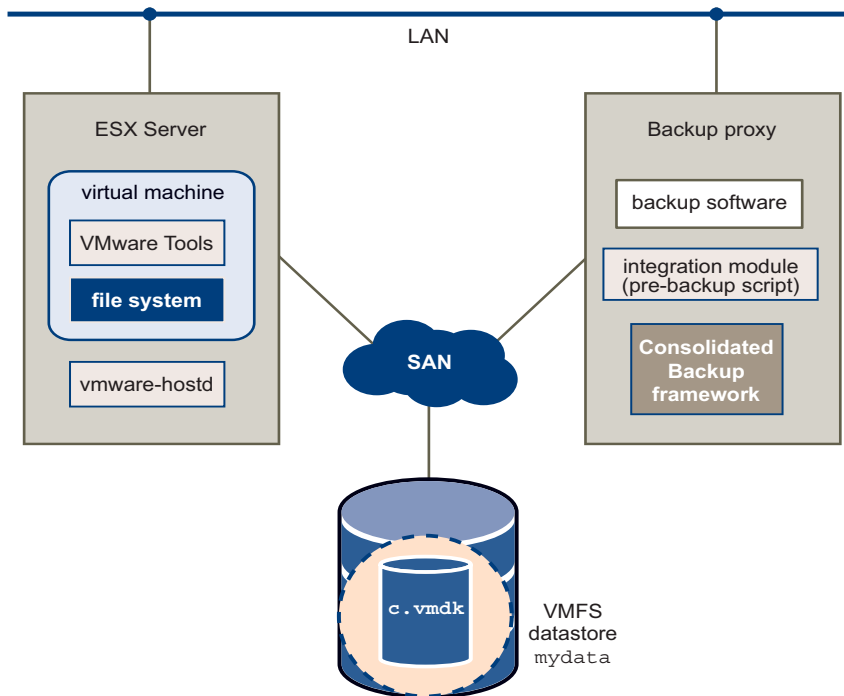 LAN
ESX Server
virtual machine
VMware Tools
file system
vmware-hostd
Backup proxy
backup software
integration module
(pre-backup script)
Consolidated
Backup
framework
SAN
c.vmdk
VMFS
datastore
mydata